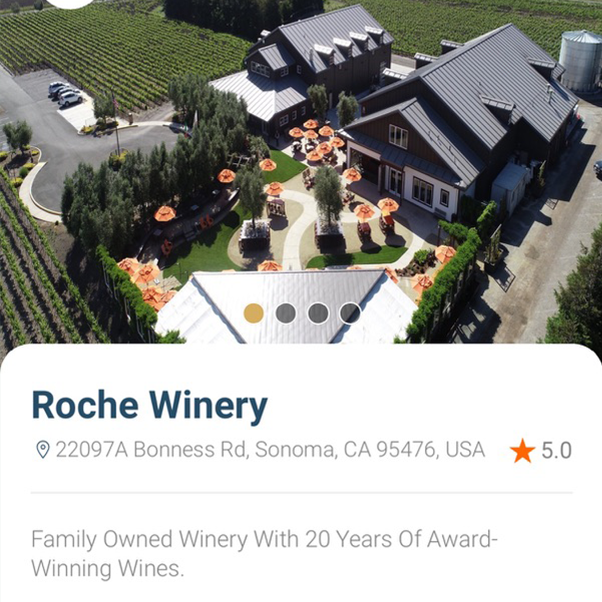 Roche Winery
22097A Bonness Rd, Sonoma, CA 95476, USA 5.0
Family Owned Winery With 20 Years Of Award-
Winning Wines.